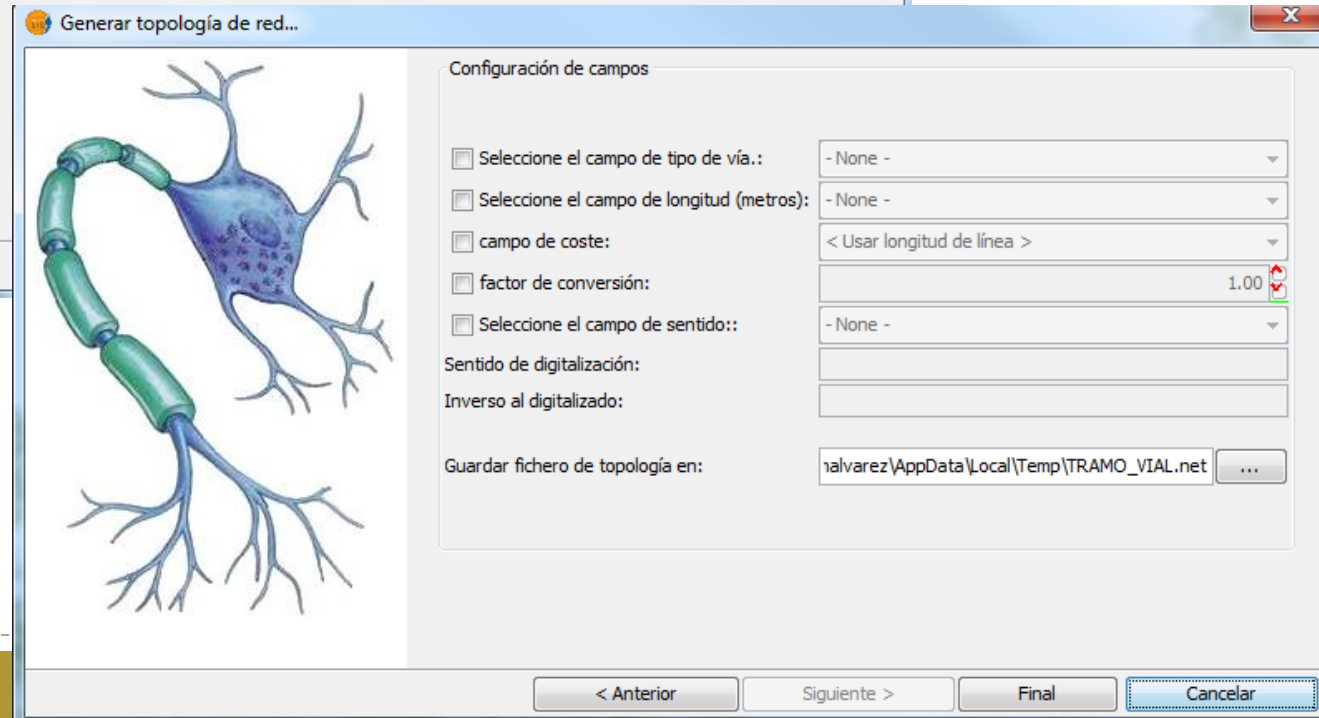 Generar topología de red...
Configuración de campos
Seleccione el campo de tipo de vía.: - None -
Seleccione el campo de longitud (metros): - None -
campo de coste: < Usar longitud de línea >
factor de conversión: 1.00
Seleccione el campo de sentido:: - None -
Sentido de digitalización:
Inverso al digitalizado:
Guardar fichero de topología en: nalvarez\AppData\Local\Temp\TRAMO_VIAL.net ...
< Anterior Siguiente > Final Cancelar